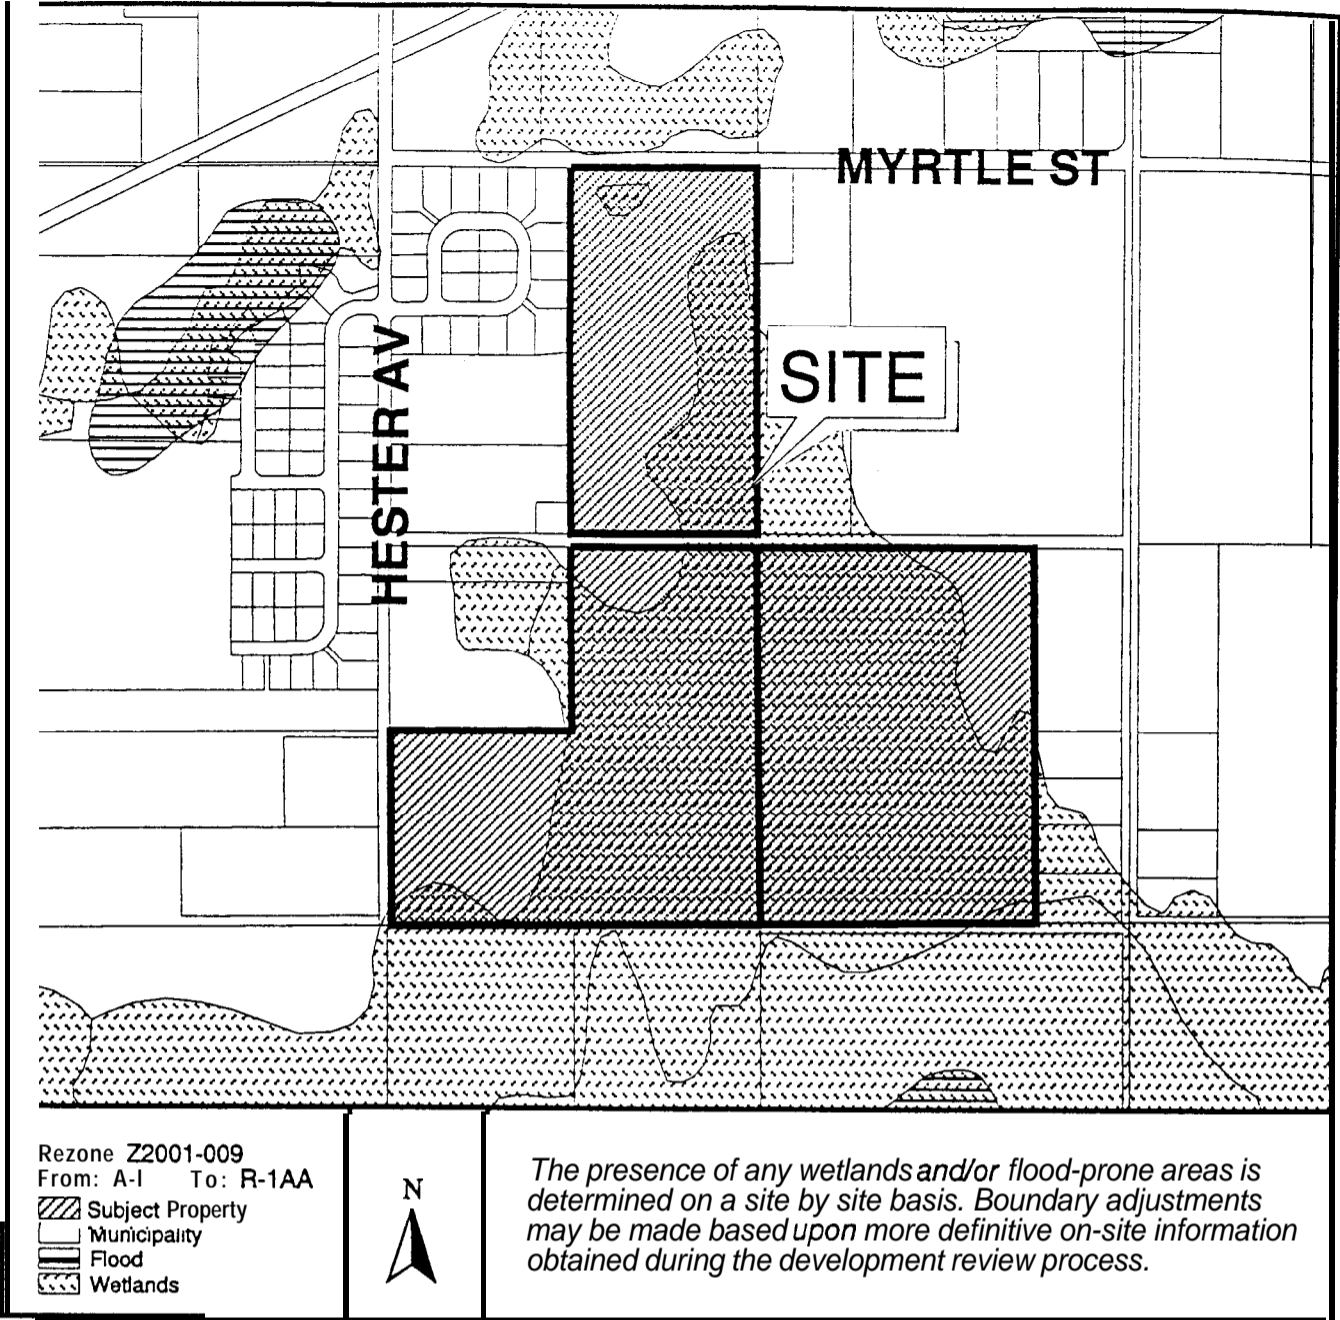 MYRTLE ST
SITE
HESTER AV
Rezone Z2001-009
From: A-I To: R-1AA
Subject Property
Municipality
Flood
Wetlands
N
The presence of any wetlands and/or flood-prone areas is
determined on a site by site basis. Boundary adjustments
may be made based upon more definitive on-site information
obtained during the development review process.